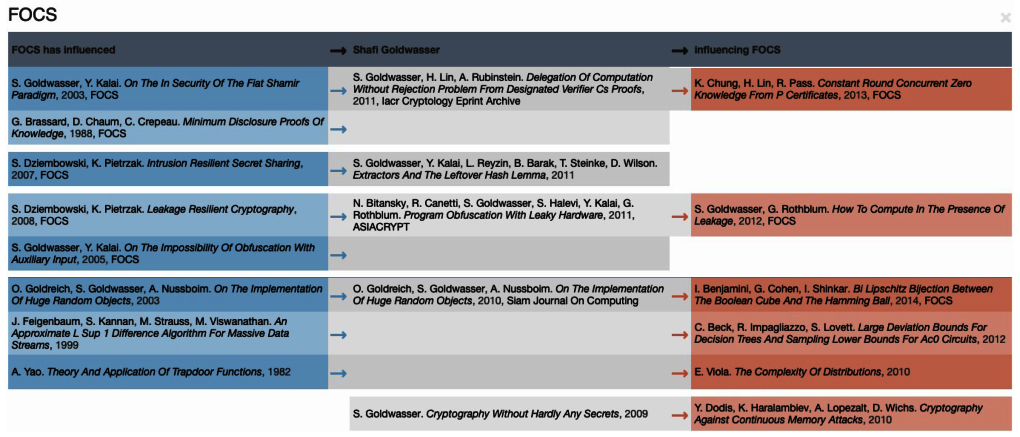 FOCS
FOCS has influenced
Shafi Goldwasser
influencing FOCS
S. Goldwasser, Y. Kalai. On The In Security Of The Fiat Shamir
Paradigm, 2003, FOCS
S. Goldwasser, H. Lin, A. Rubinstein. Delegation Of Computation
Without Rejection Problem From Designated Verifier Cs Proofs,
2011, Iacr Cryptology Eprint Archive
K. Chung, H. Lin, R. Pass. Constant Round Concurrent Zero
Knowledge From P Certificates, 2013, FOCS
G. Brassard, D. Chaum, C. Crepeau. Minimum Disclosure Proofs Of
Knowledge, 1988, FOCS
S. Dziembowski, K. Pietrzak. Intrusion Resilient Secret Sharing,
2007, FOCS
S. Goldwasser, Y. Kalai, L. Reyzin, B. Barak, T. Steinke, D. Wilson.
Extractors And The Leftover Hash Lemma, 2011
S. Dziembowski, K. Pietrzak. Leakage Resilient Cryptography,
2008, FOCS
N. Bitansky, R. Canetti, S. Goldwasser, S. Halevi, Y. Kalai, G.
Rothblum. Program Obfuscation With Leaky Hardware, 2011,
ASIACRYPT
S. Goldwasser, G. Rothblum. How To Compute In The Presence Of
Leakage, 2012, FOCS
S. Goldwasser, Y. Kalai. On The Impossibility Of Obfuscation With
Auxiliary Input, 2005, FOCS
O. Goldreich, S. Goldwasser, A. Nussboim. On The Implementation
Of Huge Random Objects, 2003
O. Goldreich, S. Goldwasser, A. Nussboim. On The Implementation
Of Huge Random Objects, 2010, Siam Journal On Computing
I. Benjamini, G. Cohen, I. Shinkar. Bi Lipschitz Bijection Between
The Boolean Cube And The Hamming Ball, 2014, FOCS
J. Feigenbaum, S. Kannan, M. Strauss, M. Viswanathan. An
Approximate L Sup 1 Difference Algorithm For Massive Data
Streams, 1999
C. Beck, R. Impagliazzo, S. Lovett. Large Deviation Bounds For
Decision Trees And Sampling Lower Bounds For Ac0 Circuits, 2012
A. Yao. Theory And Application Of Trapdoor Functions, 1982
E. Viola. The Complexity Of Distributions, 2010
S. Goldwasser. Cryptography Without Hardly Any Secrets, 2009
Y. Dodis, K. Haralambiev, A. Lopezalt, D. Wichs. Cryptography
Against Continuous Memory Attacks, 2010